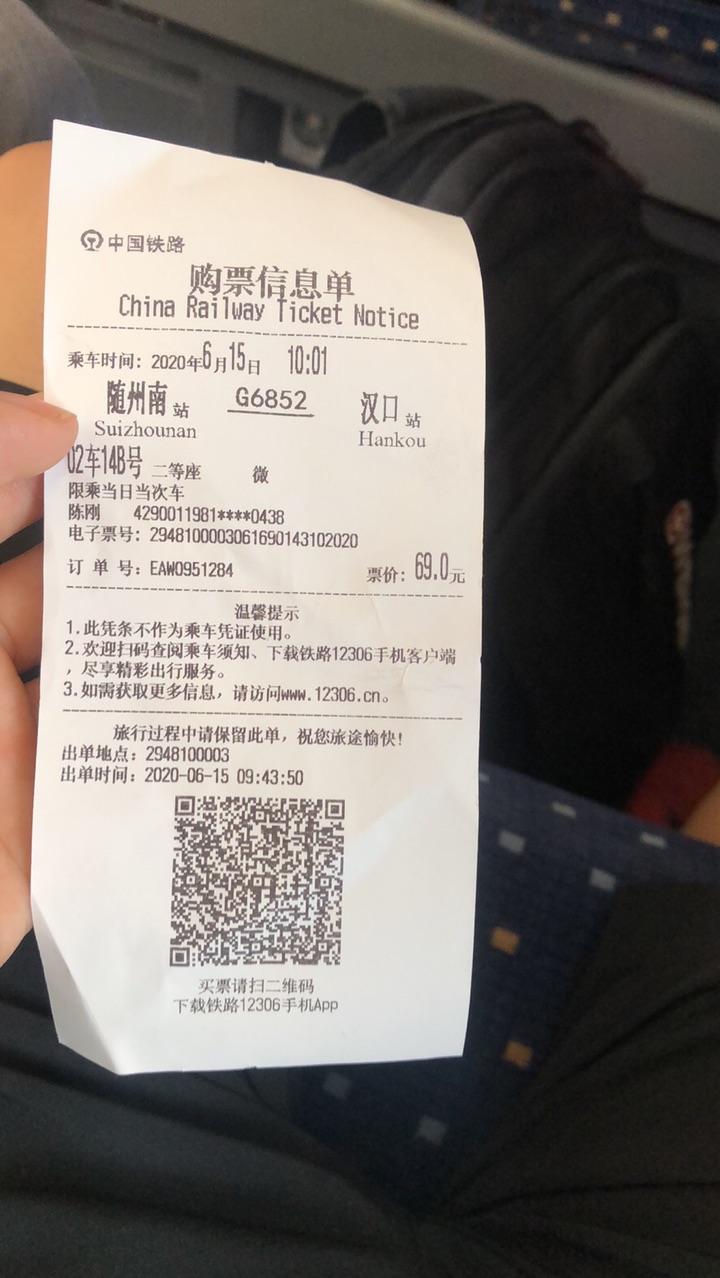 中国铁路
购票信息单
China Railway Ticket Notice
乘车时间：2020年6月15日 10:01
随州南站 G6852 汉口站
Suizhounan Hankou
02车14B号 二等座 微
限乘当日当次车
陈刚 4290011981****0438
电子票号：2948100003061690143102020
订 单 号：EAW0951284 票价：69.0元
温馨提示
1.此凭条不作为乘车凭证使用。
2.欢迎扫码查阅乘车须知、下载铁路12306手机客户端
，尽享精彩出行服务。
3.如需获取更多信息，请访问www.12306.cn。
旅行过程中请保留此单，祝您旅途愉快！
出单地点：2948100003
出单时间：2020-06-15 09:43:50
买票请扫二维码
下载铁路12306手机App